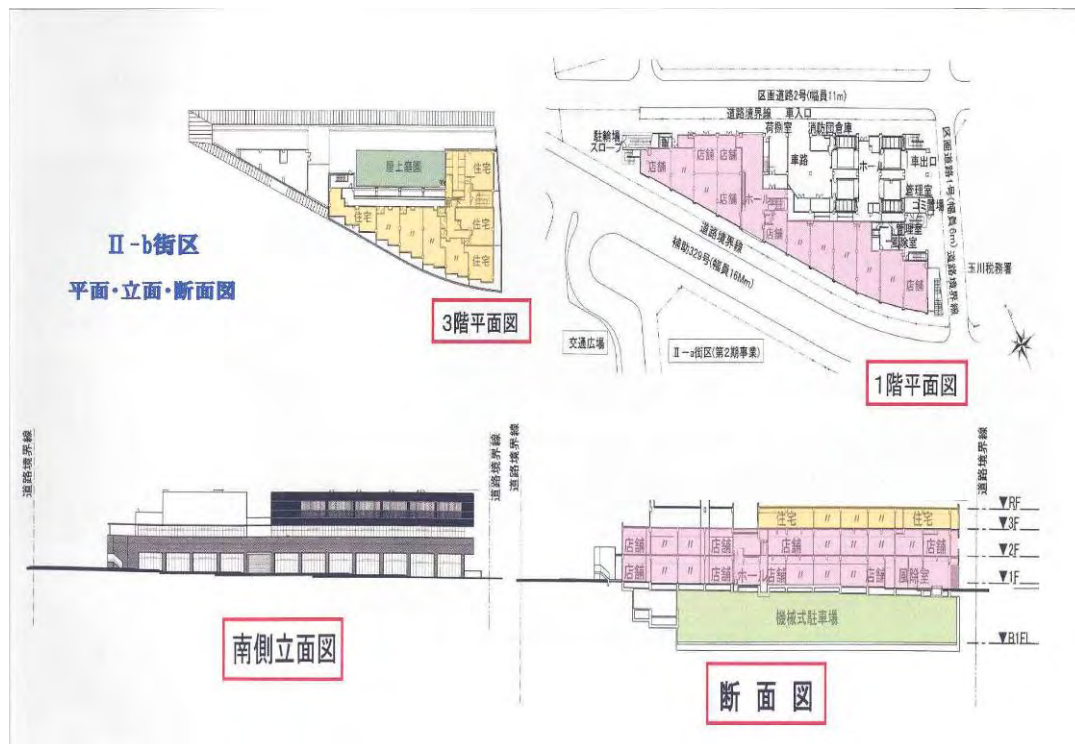 Ⅱ-b街区
平面・立面・断面図
屋上庭園
住宅
住宅
〃
〃
〃
〃
〃
住宅
3階平面図
区画道路2号(幅員11m)
道路境界線 車入口
荷捌室 消防団倉庫
駐輪場
スロープ
店舗
〃
店舗
店舗
〃
〃
店舗
ホール
車路
ホール
車出口
管理室
ゴミ置場
管理室
風除室
店舗
〃
〃
〃
〃
〃
店舗
区画道路1号(幅員6m)道路境界線
玉川税務署
道路境界線
補助329号(幅員16Mm)
交通広場
Ⅱ-a街区(第2期事業)
1階平面図
道路境界線
道路境界線
南側立面図
道路境界線
道路境界線
住宅 〃 〃 〃 住宅
店舗 〃 〃 店舗 店舗 〃 〃 〃 店舗
店舗 〃 〃 店舗 ホール 店舗 〃 〃 〃 店舗 風除室
機械式駐車場
▼RF
▼3F
▼2F
▼1F
▼B1FL
断面図